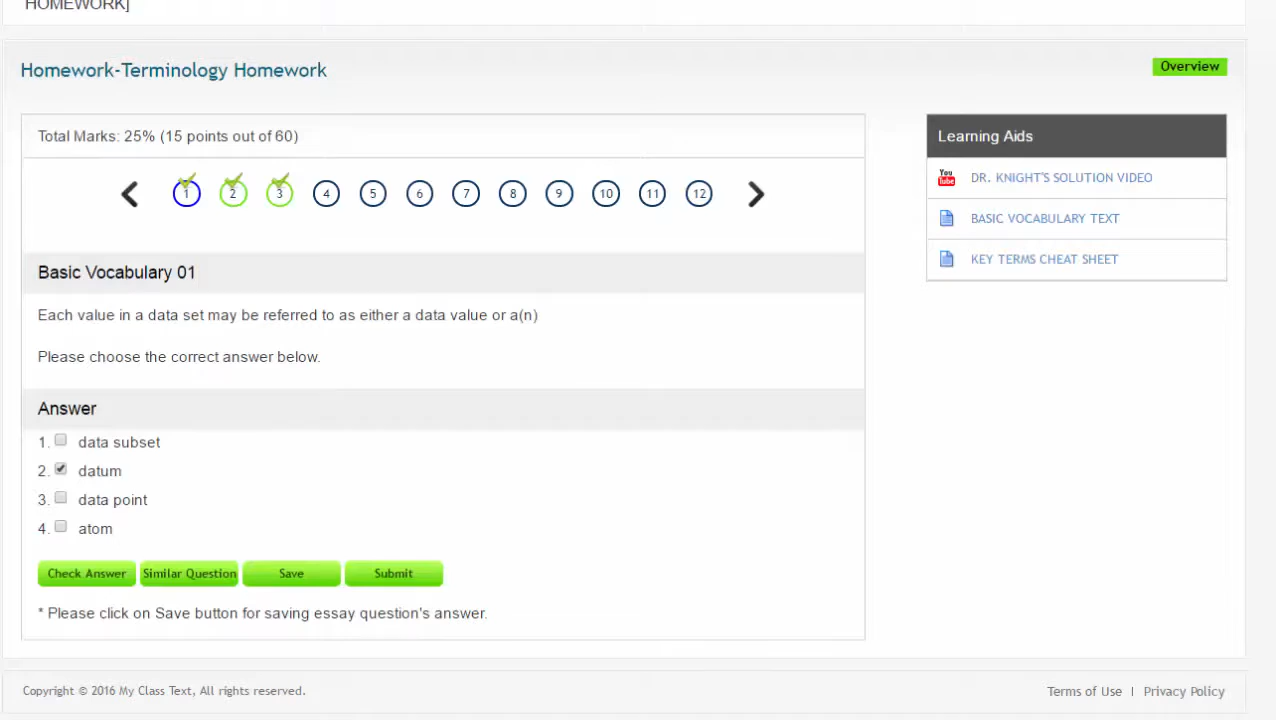 HOMEWORK]
Homework-Terminology Homework
Overview
Total Marks: 25% (15 points out of 60)
1 2 3 4 5 6 7 8 9 10 11 12
Basic Vocabulary 01
Each value in a data set may be referred to as either a data value or a(n)
Please choose the correct answer below.
Answer
1. data subset
2. datum
3. data point
4. atom
Check Answer Similar Question Save Submit
* Please click on Save button for saving essay question's answer.
Learning Aids
You Tube DR. KNIGHT'S SOLUTION VIDEO
BASIC VOCABULARY TEXT
KEY TERMS CHEAT SHEET
Copyright © 2016 My Class Text, All rights reserved.
Terms of Use | Privacy Policy